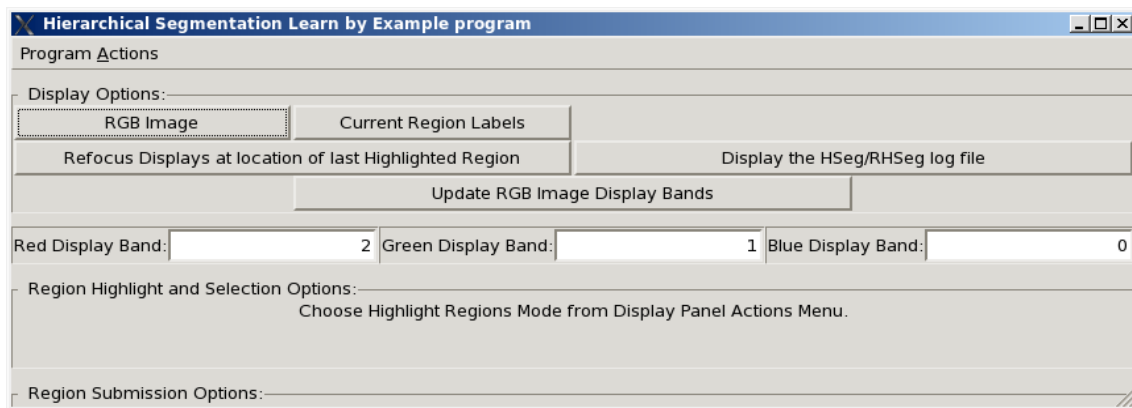 Hierarchical Segmentation Learn by Example program
Program Actions
Display Options:
RGB Image Current Region Labels
Refocus Displays at location of last Highlighted Region Display the HSeg/RHSeg log file
Update RGB Image Display Bands
Red Display Band: 2 Green Display Band: 1 Blue Display Band: 0
Region Highlight and Selection Options:
Choose Highlight Regions Mode from Display Panel Actions Menu.
Region Submission Options: